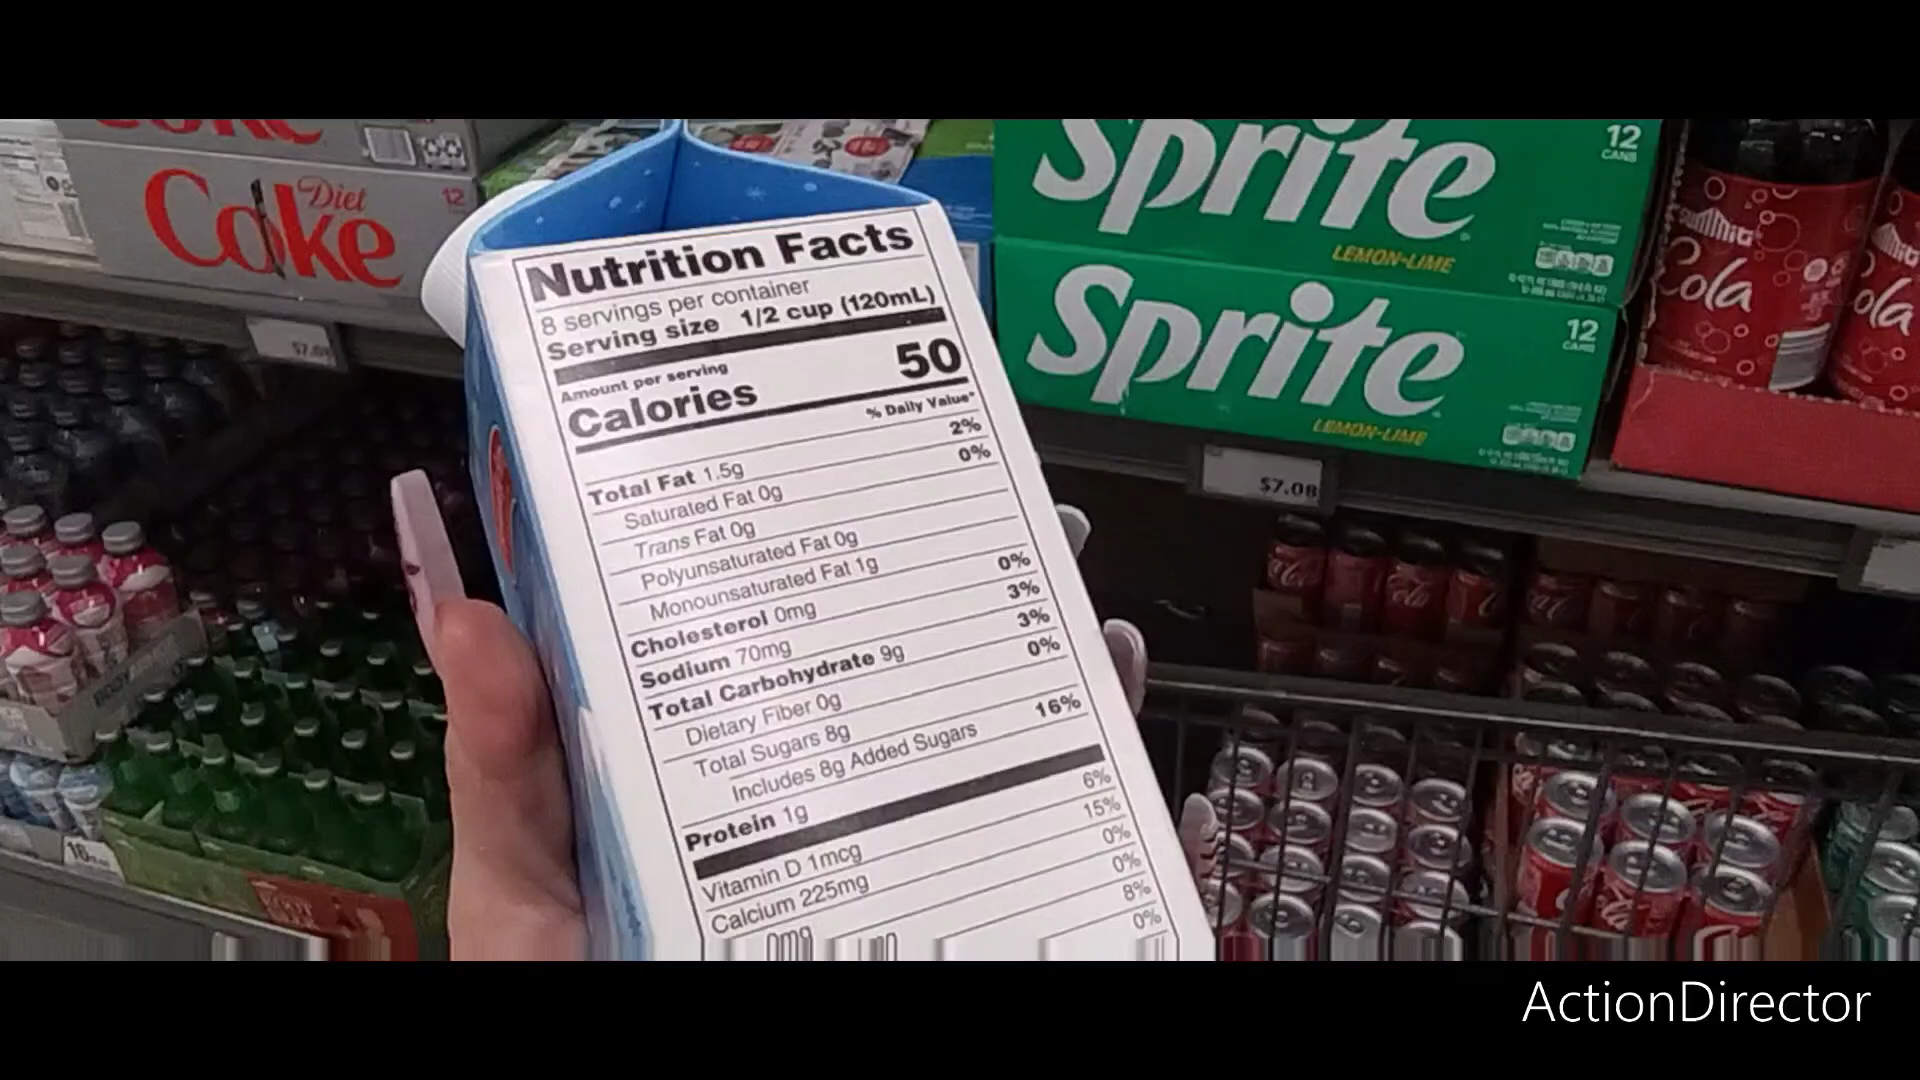 Diet
Coke
12
Nutrition Facts
8 servings per container
Serving size 1/2 cup (120mL)
Amount per serving
Calories 50
% Daily Value*
Total Fat 1.5g 2%
Saturated Fat 0g 0%
Trans Fat 0g
Polyunsaturated Fat 0g
Monounsaturated Fat 1g
Cholesterol 0mg 0%
Sodium 70mg 3%
Total Carbohydrate 9g 3%
Dietary Fiber 0g 0%
Total Sugars 8g
Includes 8g Added Sugars 16%
Protein 1g
Vitamin D 1mcg 6%
Calcium 225mg 15%
0%
0%
8%
0%
Sprite
LEMON-LIME
12
CANS
Sprite
LEMON-LIME
12
CANS
$7.08
summit
Cola
ActionDirector